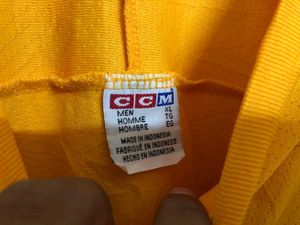 CCM
MEN XL
HOMME TG
HOMBRE EG
MADE IN INDONESIA
FABRIQUÉ EN INDONÉSIE
HECHO EN INDONESIA